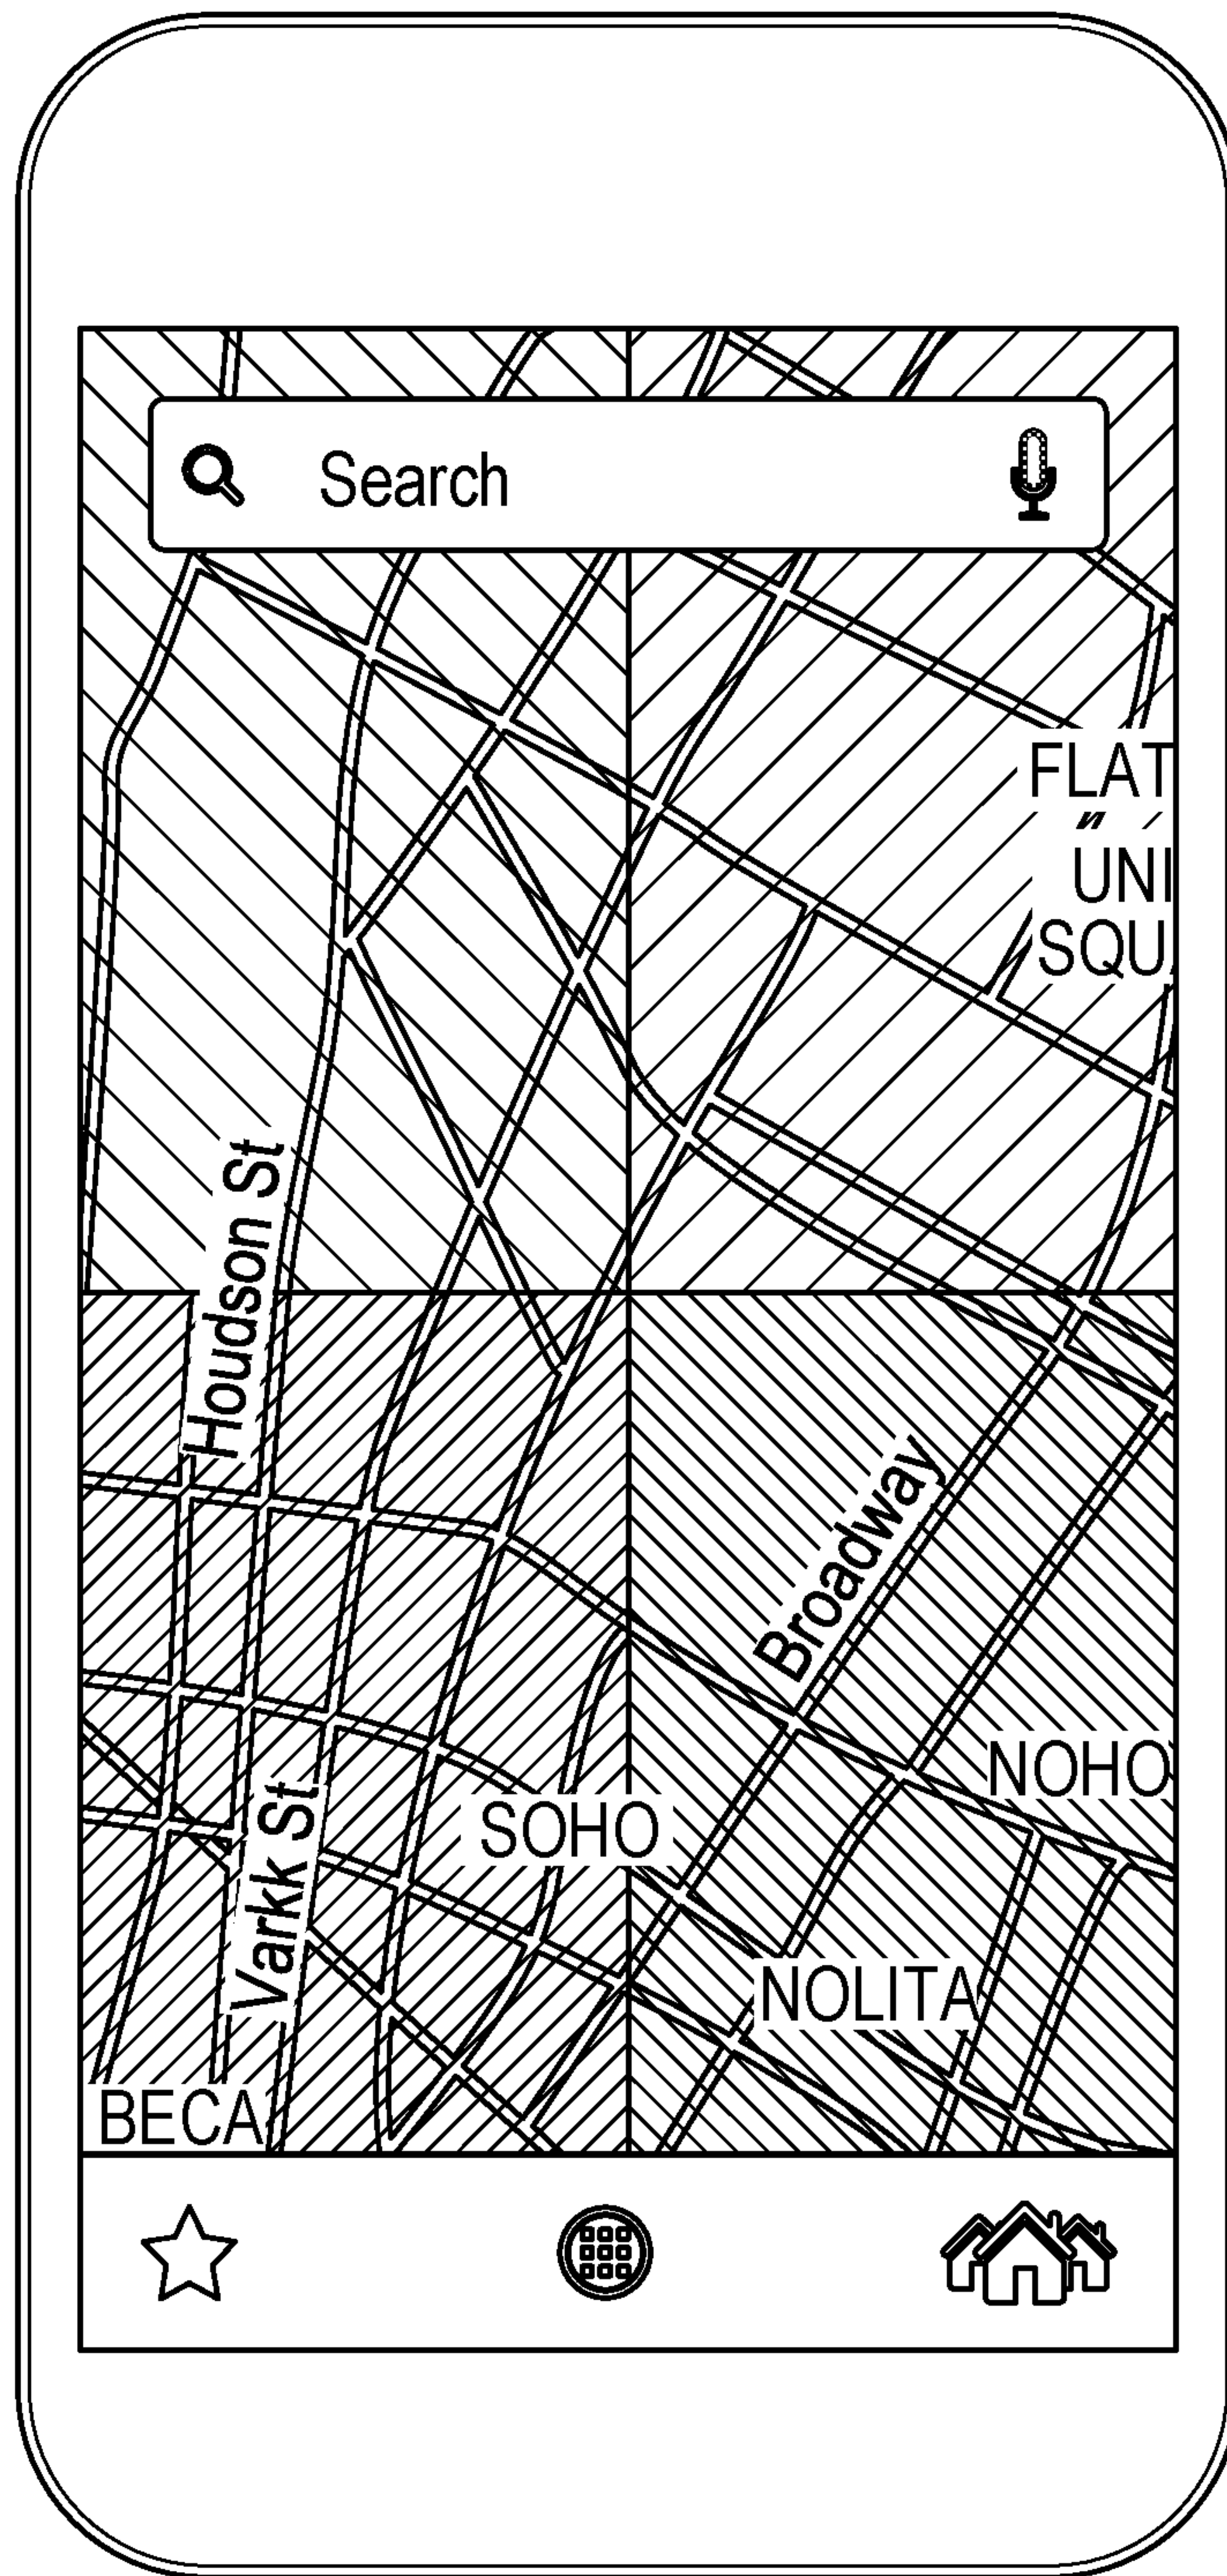 Search
FLAT
UNI
SQU
Houdson St
Broadway
NOHO
SOHO
Varkk St
NOLITA
BECA